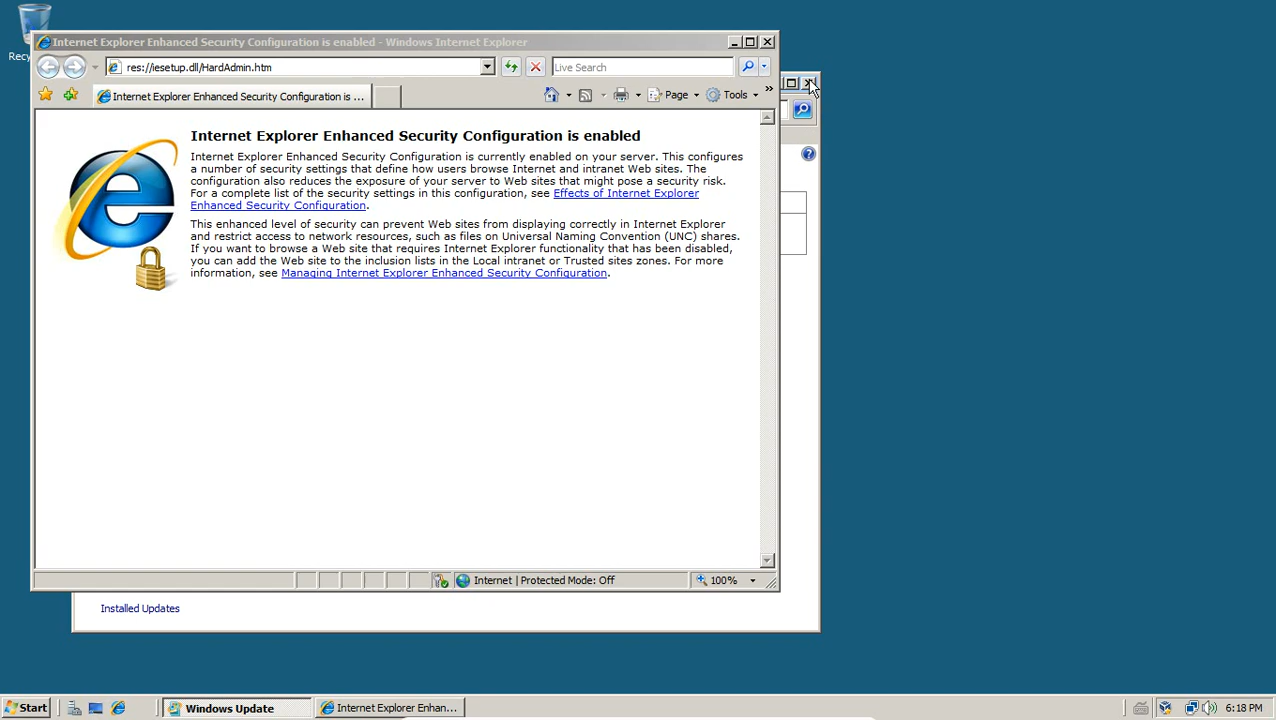 Recy
Internet Explorer Enhanced Security Configuration is enabled - Windows Internet Explorer
res://iesetup.dll/HardAdmin.htm
Live Search
Internet Explorer Enhanced Security Configuration is ...
Page
Tools
»
Internet Explorer Enhanced Security Configuration is enabled
Internet Explorer Enhanced Security Configuration is currently enabled on your server. This configures
a number of security settings that define how users browse Internet and intranet Web sites. The
configuration also reduces the exposure of your server to Web sites that might pose a security risk.
For a complete list of the security settings in this configuration, see Effects of Internet Explorer
Enhanced Security Configuration.
This enhanced level of security can prevent Web sites from displaying correctly in Internet Explorer
and restrict access to network resources, such as files on Universal Naming Convention (UNC) shares.
If you want to browse a Web site that requires Internet Explorer functionality that has been disabled,
you can add the Web site to the inclusion lists in the Local intranet or Trusted sites zones. For more
information, see Managing Internet Explorer Enhanced Security Configuration.
Internet | Protected Mode: Off
100%
Installed Updates
Start
Windows Update
Internet Explorer Enhan...
6:18 PM